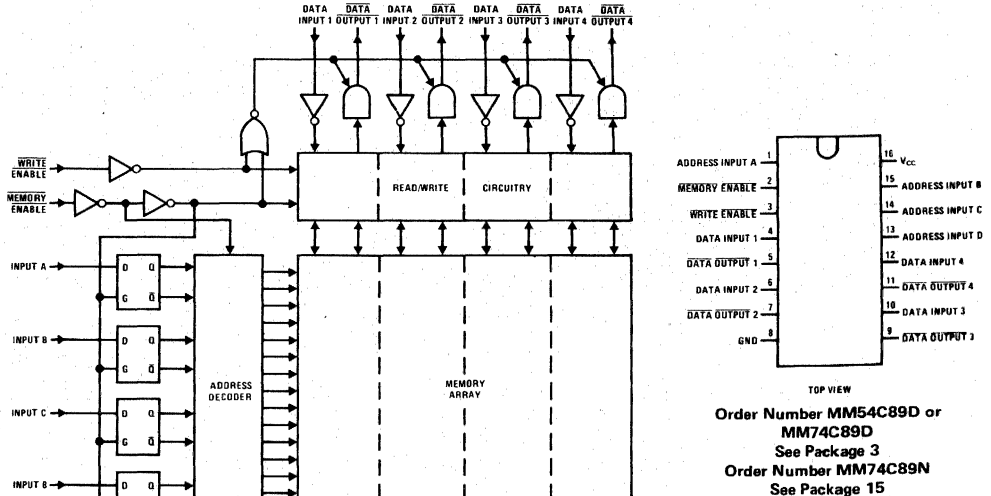 DATA INPUT 1
DATA OUTPUT 1
DATA INPUT 2
DATA OUTPUT 2
DATA INPUT 3
DATA OUTPUT 3
DATA INPUT 4
DATA OUTPUT 4
WRITE ENABLE
MEMORY ENABLE
READ/WRITE CIRCUITRY
INPUT A
D Q
G Q̅
INPUT B
D Q
G Q̅
ADDRESS DECODER
MEMORY ARRAY
INPUT C
D Q
G Q̅
INPUT B
D Q
ADDRESS INPUT A 1
MEMORY ENABLE 2
WRITE ENABLE 3
DATA INPUT 1 4
DATA OUTPUT 1 5
DATA INPUT 2 6
DATA OUTPUT 2 7
GND 8
16 VCC
15 ADDRESS INPUT B
14 ADDRESS INPUT C
13 ADDRESS INPUT D
12 DATA INPUT 4
11 DATA OUTPUT 4
10 DATA INPUT 3
9 DATA OUTPUT 3
TOP VIEW
Order Number MM54C89D or
MM74C89D
See Package 3
Order Number MM74C89N
See Package 15